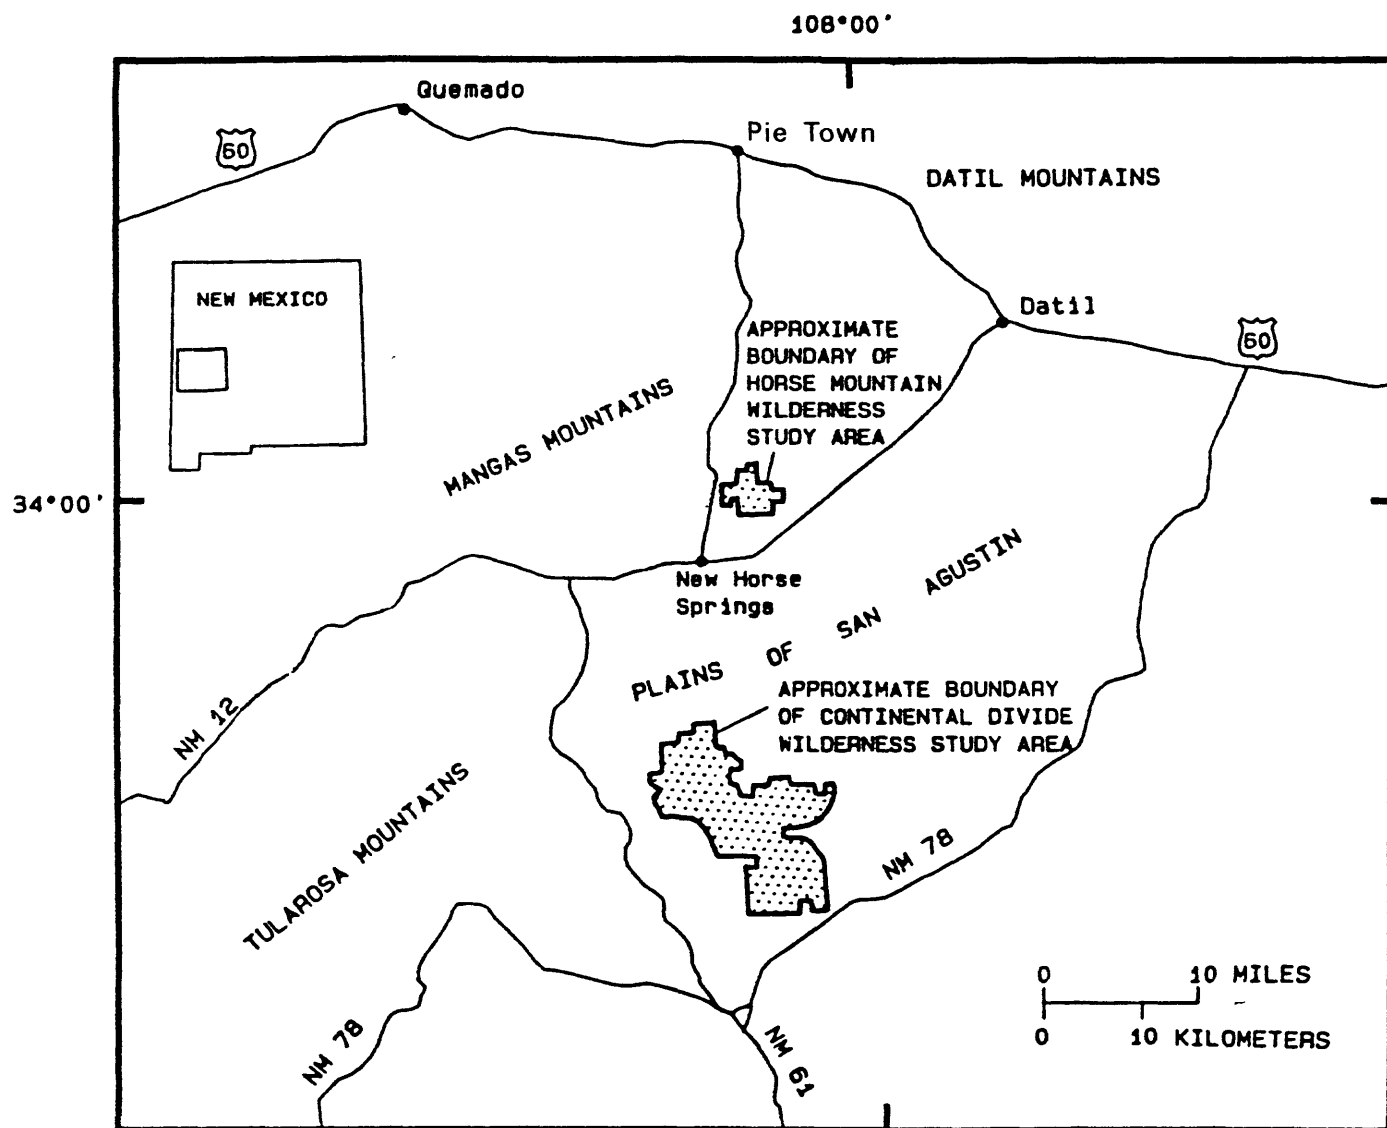 108°00'
Quemado
60
Pie Town
DATIL MOUNTAINS
NEW MEXICO
Datil
60
APPROXIMATE
BOUNDARY OF
HORSE MOUNTAIN
WILDERNESS
STUDY AREA
MANGAS MOUNTAINS
34°00'
New Horse
Springs
PLAINS OF SAN AGUSTIN
APPROXIMATE BOUNDARY
OF CONTINENTAL DIVIDE
WILDERNESS STUDY AREA
NM 12
TULAROSA MOUNTAINS
NM 78
NM 78
NM 61
0 10 MILES
0 10 KILOMETERS